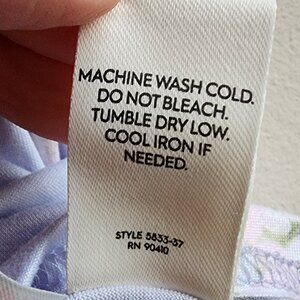 MACHINE WASH COLD.
DO NOT BLEACH.
TUMBLE DRY LOW.
COOL IRON IF
NEEDED.
STYLE 5833-37
RN 90410